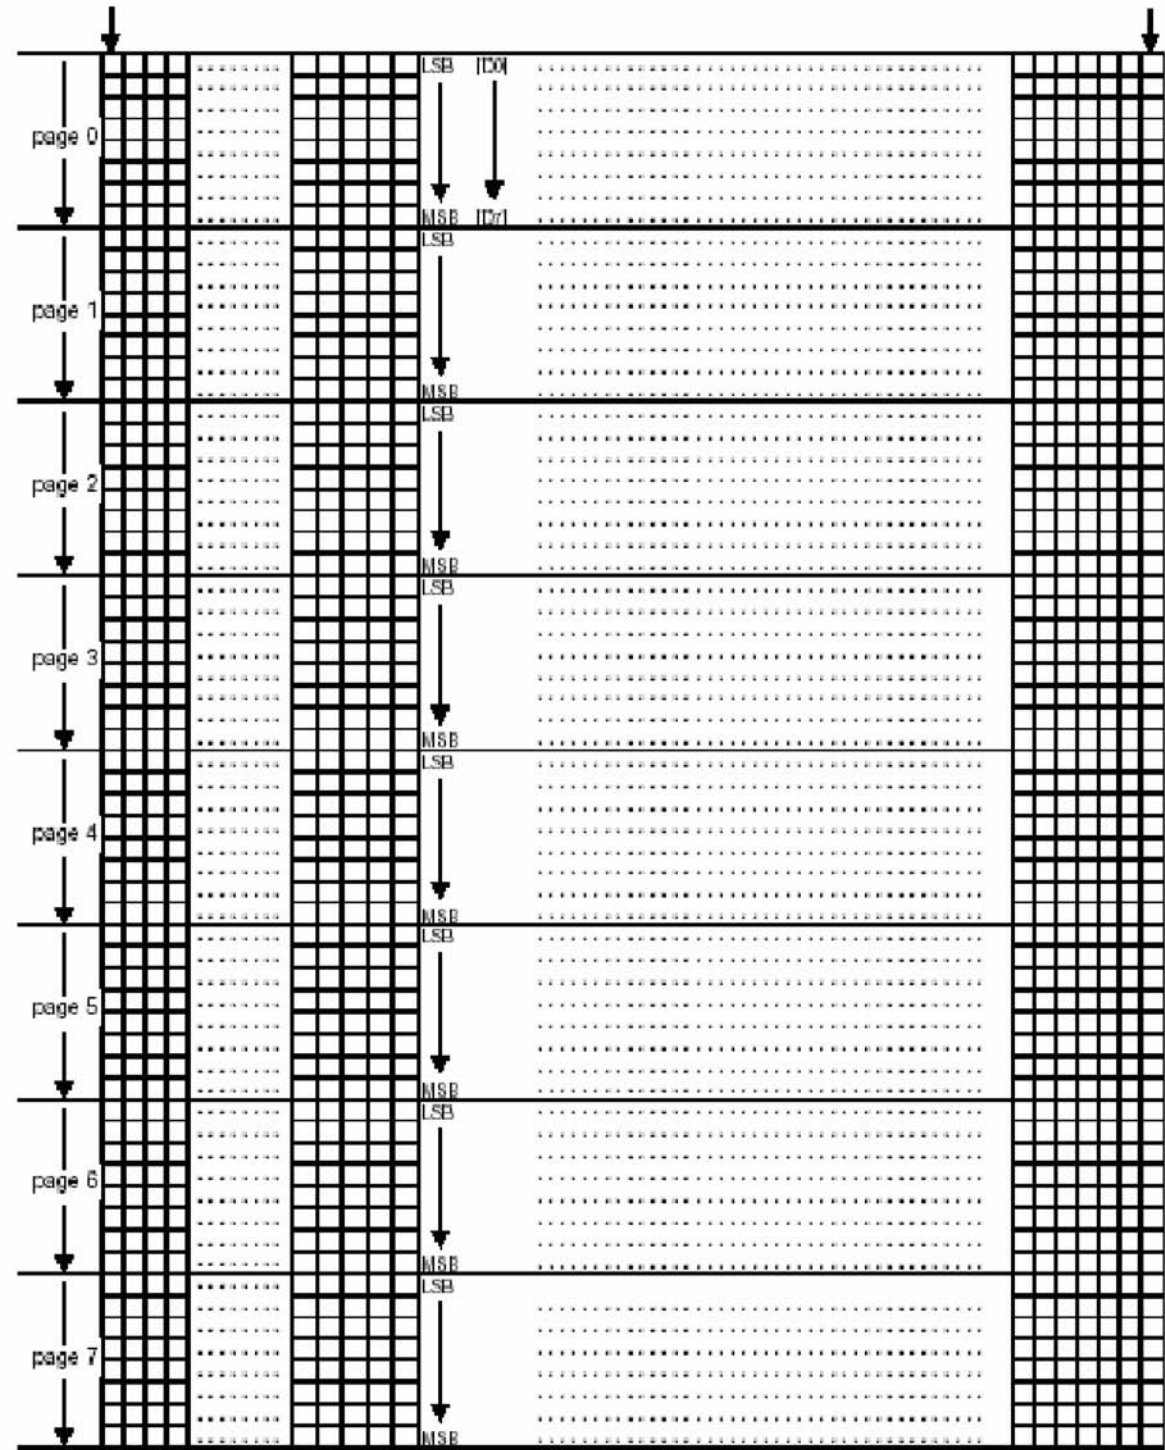 LSB [D0]
page 0
MSB [D7]
LSB
page 1
MSB
LSB
page 2
MSB
LSB
page 3
MSB
LSB
page 4
MSB
LSB
page 5
MSB
LSB
page 6
MSB
LSB
page 7
MSB